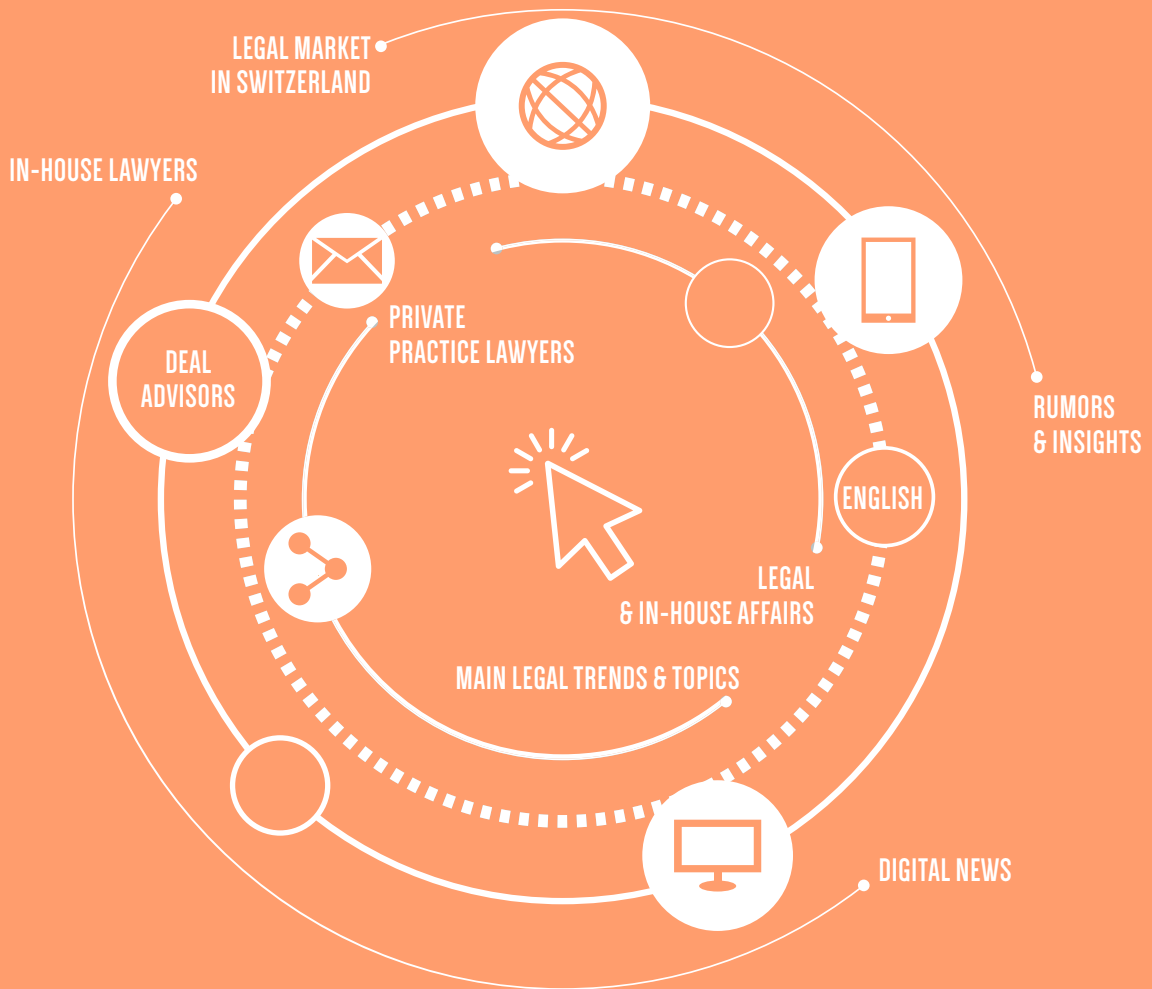 LEGAL MARKET
IN SWITZERLAND
IN-HOUSE LAWYERS
PRIVATE
PRACTICE LAWYERS
DEAL
ADVISORS
RUMORS
& INSIGHTS
ENGLISH
LEGAL
& IN-HOUSE AFFAIRS
MAIN LEGAL TRENDS & TOPICS
DIGITAL NEWS